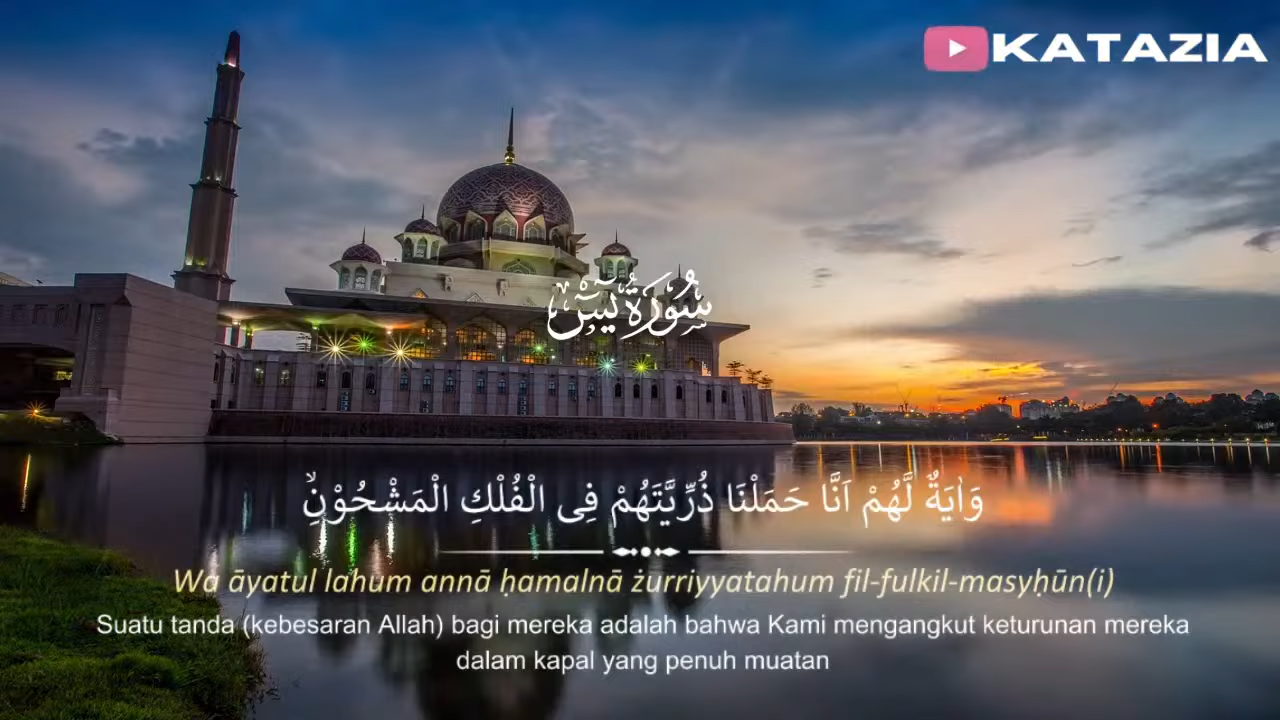 KATAZIA
سُوْرَةُ يٰسۤ
وَاٰيَةٌ لَّهُمْ اَنَّا حَمَلْنَا ذُرِّيَّتَهُمْ فِى الْفُلْكِ الْمَشْحُوْنِۙ
Wa āyatul lahum annā ḥamalnā żurriyyatahum fil-fulkil-masyḥūn(i)
Suatu tanda (kebesaran Allah) bagi mereka adalah bahwa Kami mengangkut keturunan mereka
dalam kapal yang penuh muatan